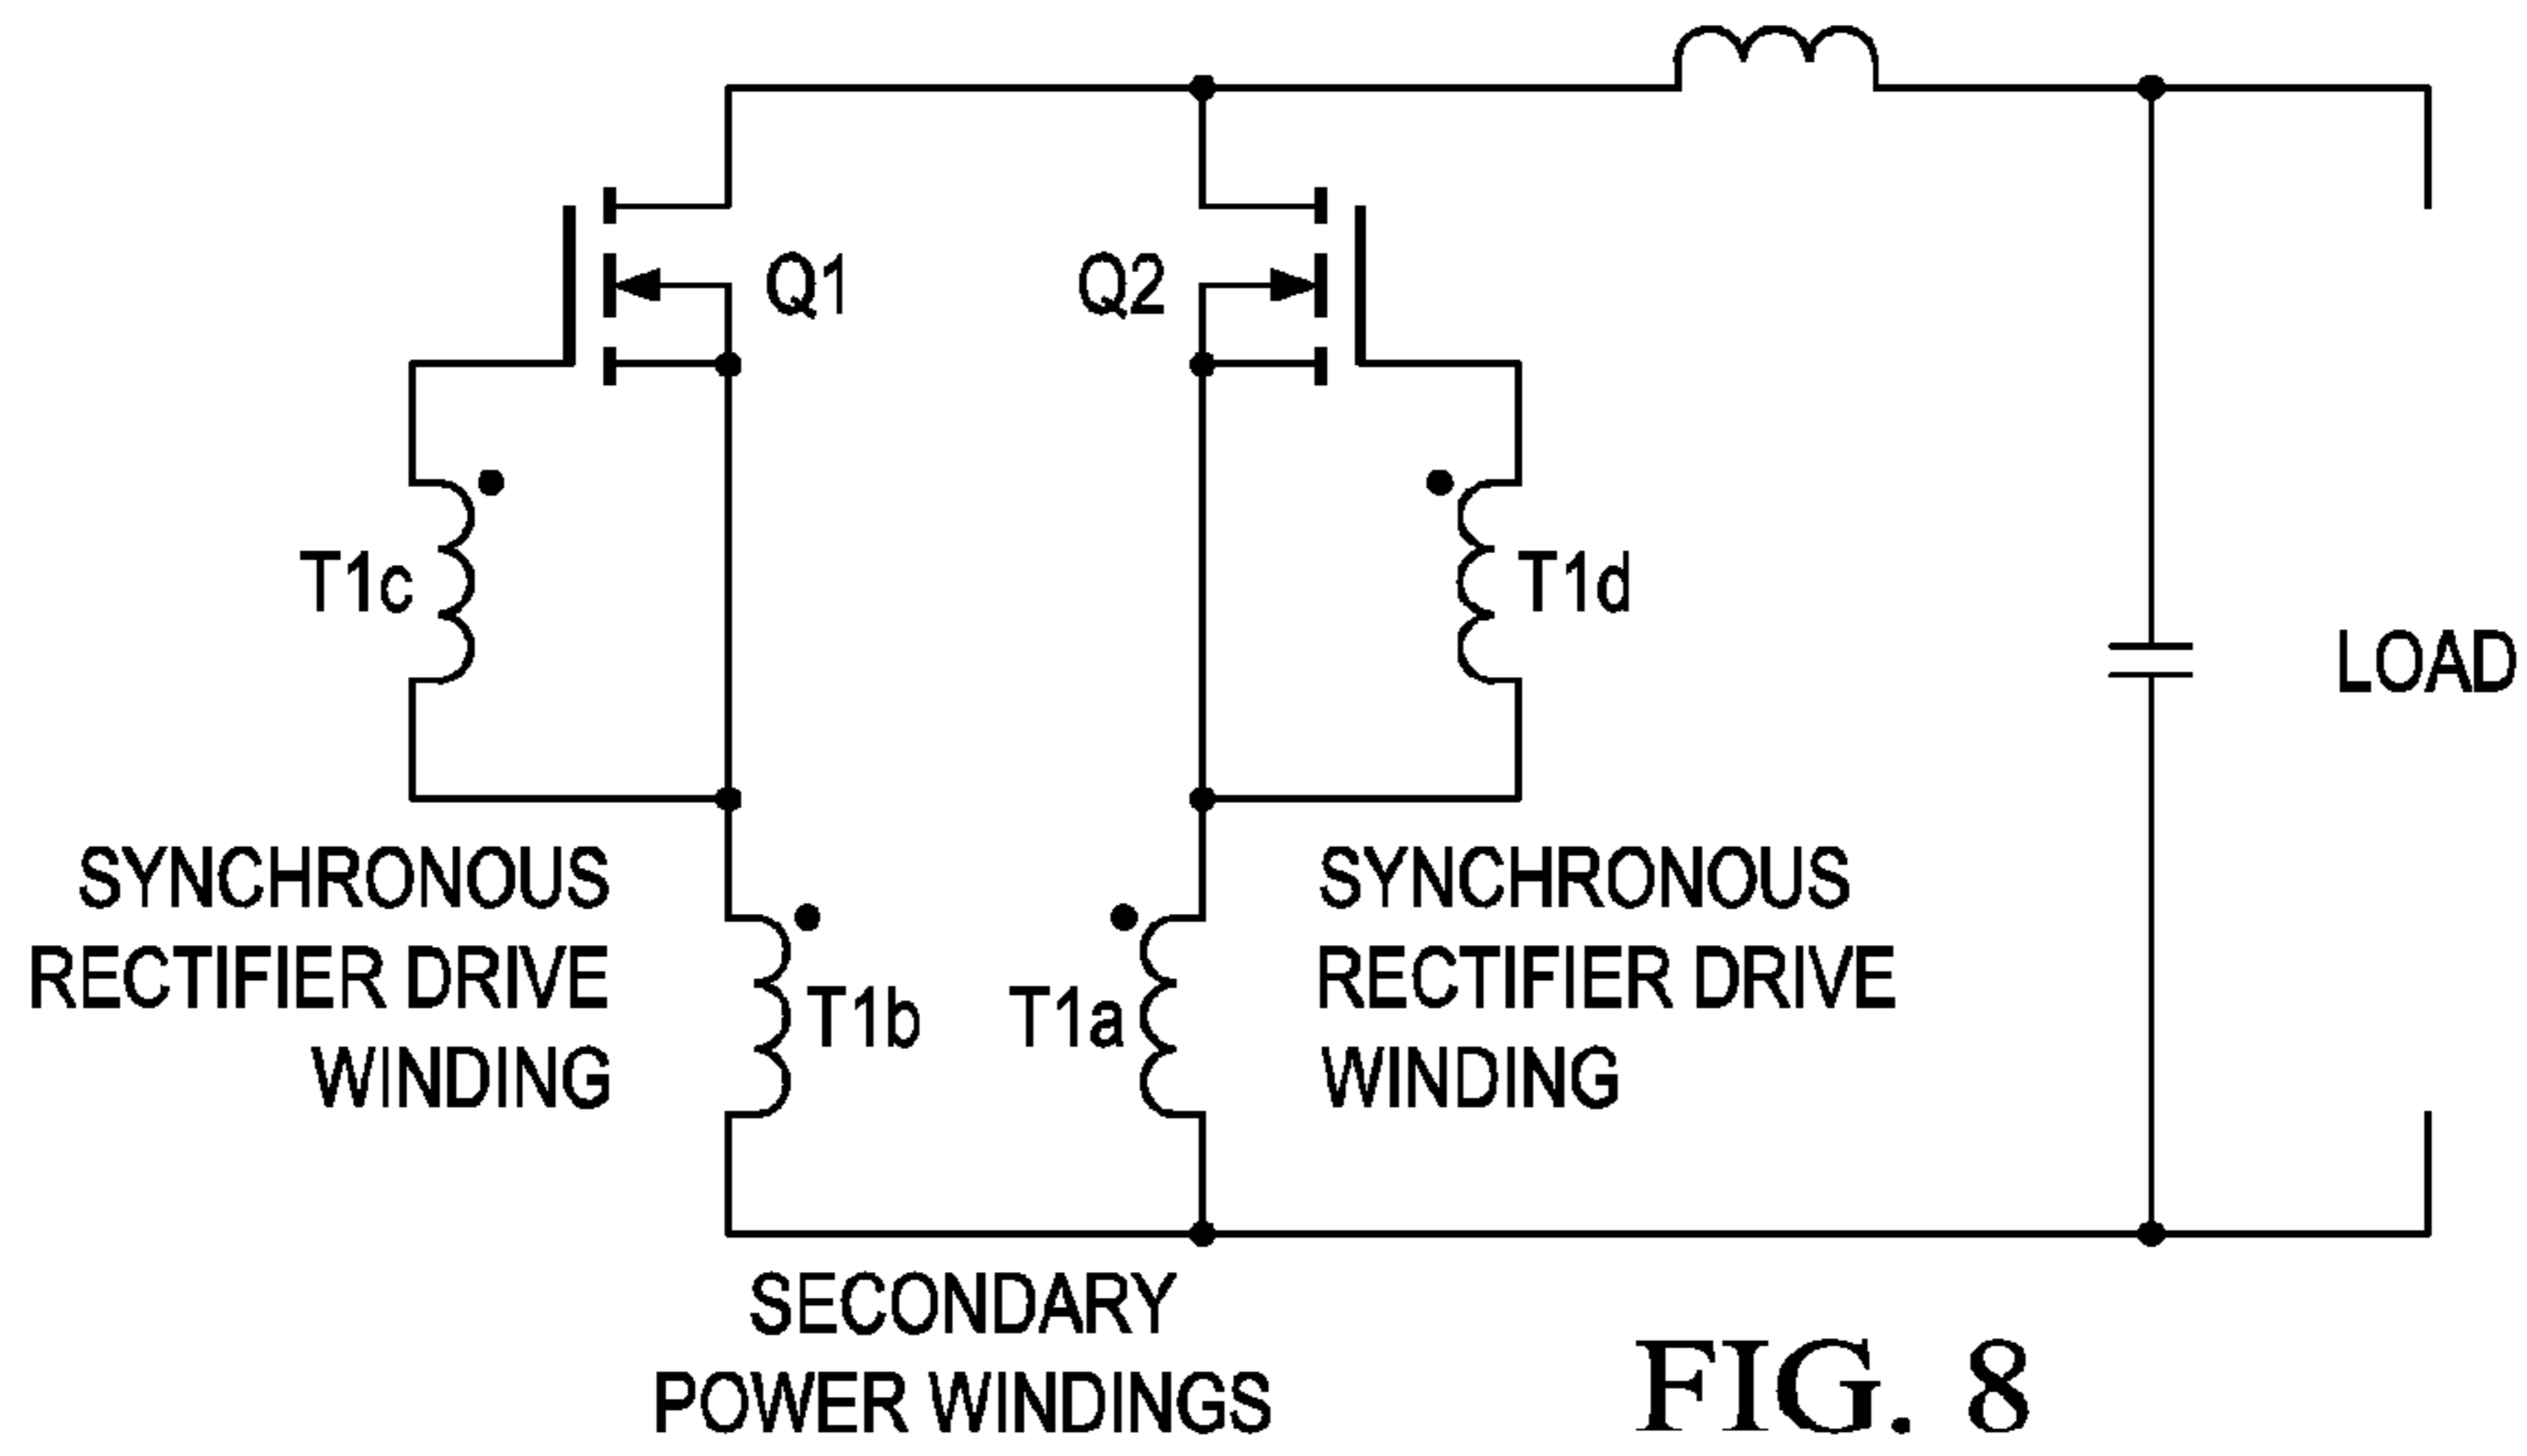 Q1
Q2
T1c
T1d
LOAD
SYNCHRONOUS
RECTIFIER DRIVE
WINDING
T1b
T1a
SYNCHRONOUS
RECTIFIER DRIVE
WINDING
SECONDARY
POWER WINDINGS
FIG. 8